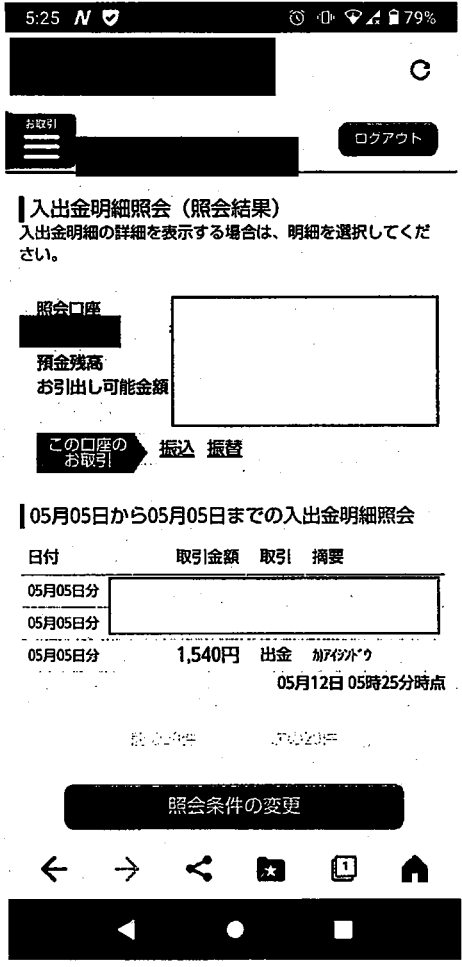 5:25 79%
お取引
ログアウト
入出金明細照会（照会結果）
入出金明細の詳細を表示する場合は、明細を選択してくだ
さい。
照会口座
預金残高
お引出し可能金額
この口座の
お取引
振込 振替
05月05日から05月05日までの入出金明細照会
日付 取引金額 取引 摘要
05月05日分
05月05日分
05月05日分 1,540円 出金 ｶ)ｱｲｼﾝﾄﾞｳ
05月12日 05時25分時点
照会条件の変更
1